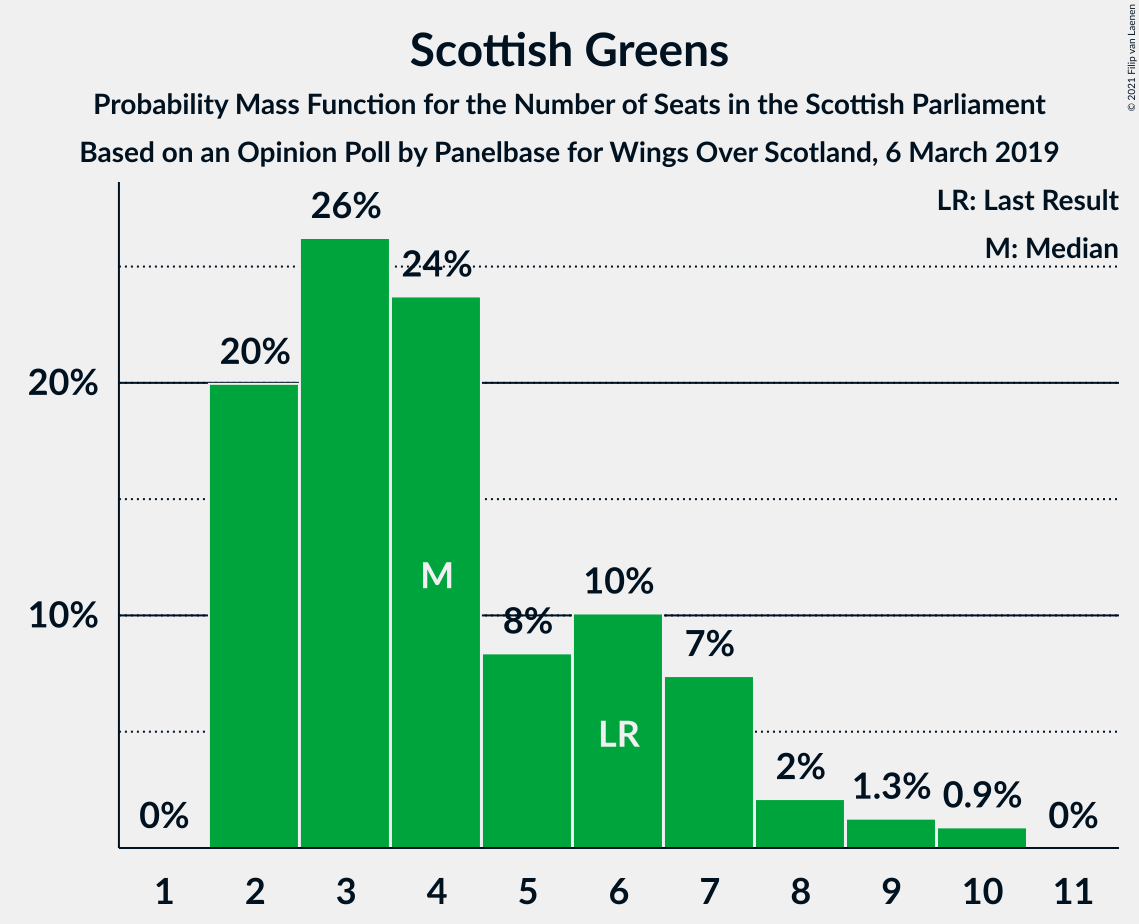 Scottish Greens
Probability Mass Function for the Number of Seats in the Scottish Parliament
Based on an Opinion Poll by Panelbase for Wings Over Scotland, 6 March 2019
© 2021 Filip van Laenen
LR: Last Result
M: Median
26%
24%
20%
20%
M
10%
10%
8%
7%
LR
2%
1.3%
0.9%
0%
0%
1 2 3 4 5 6 7 8 9 10 11